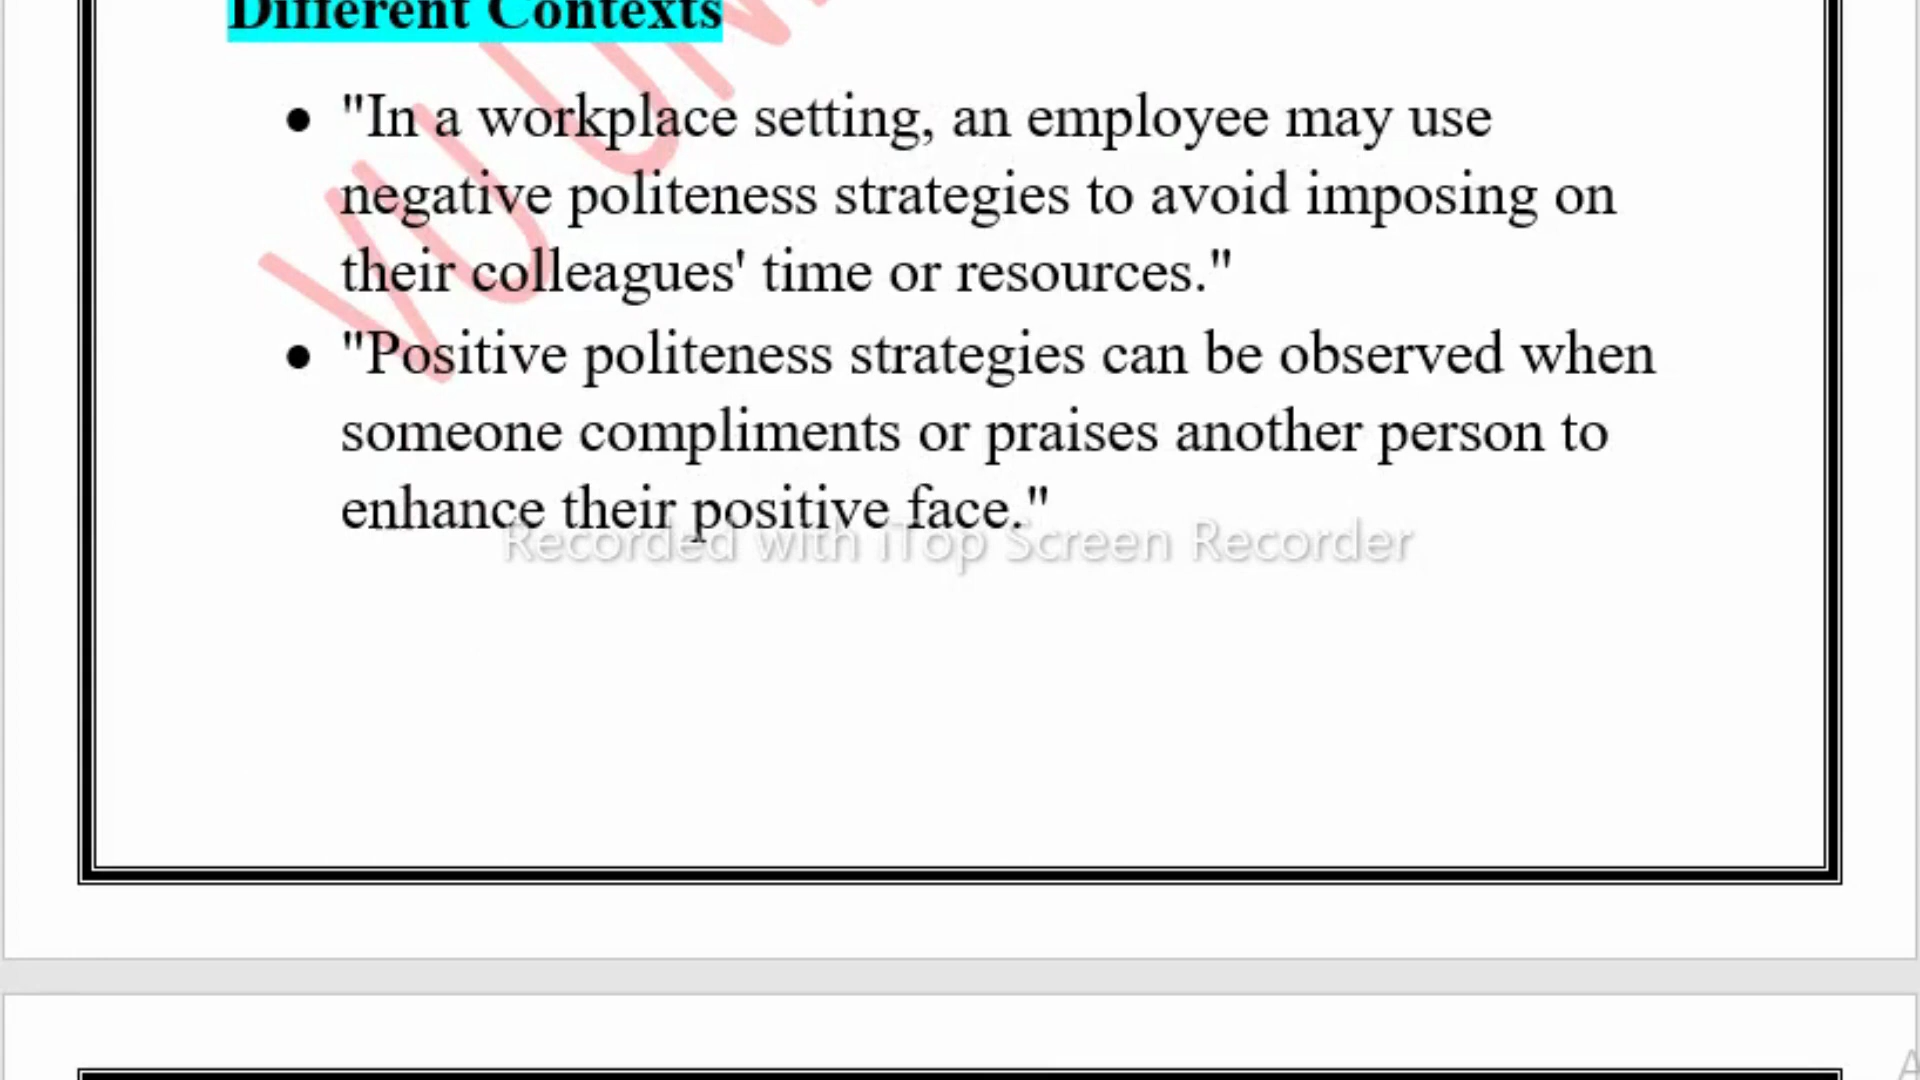 Different Contexts
● "In a workplace setting, an employee may use
negative politeness strategies to avoid imposing on
their colleagues' time or resources."
● "Positive politeness strategies can be observed when
someone compliments or praises another person to
enhance their positive face."
Recorded with iTop Screen Recorder
VU